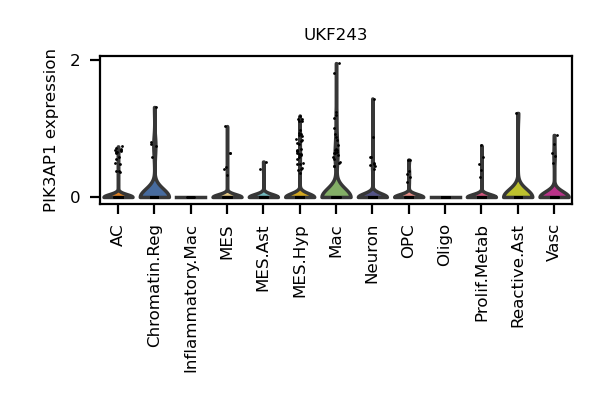 UKF243
PIK3AP1 expression
2
0
AC
Chromatin.Reg
Inflammatory.Mac
MES
MES.Ast
MES.Hyp
Mac
Neuron
OPC
Oligo
Prolif.Metab
Reactive.Ast
Vasc